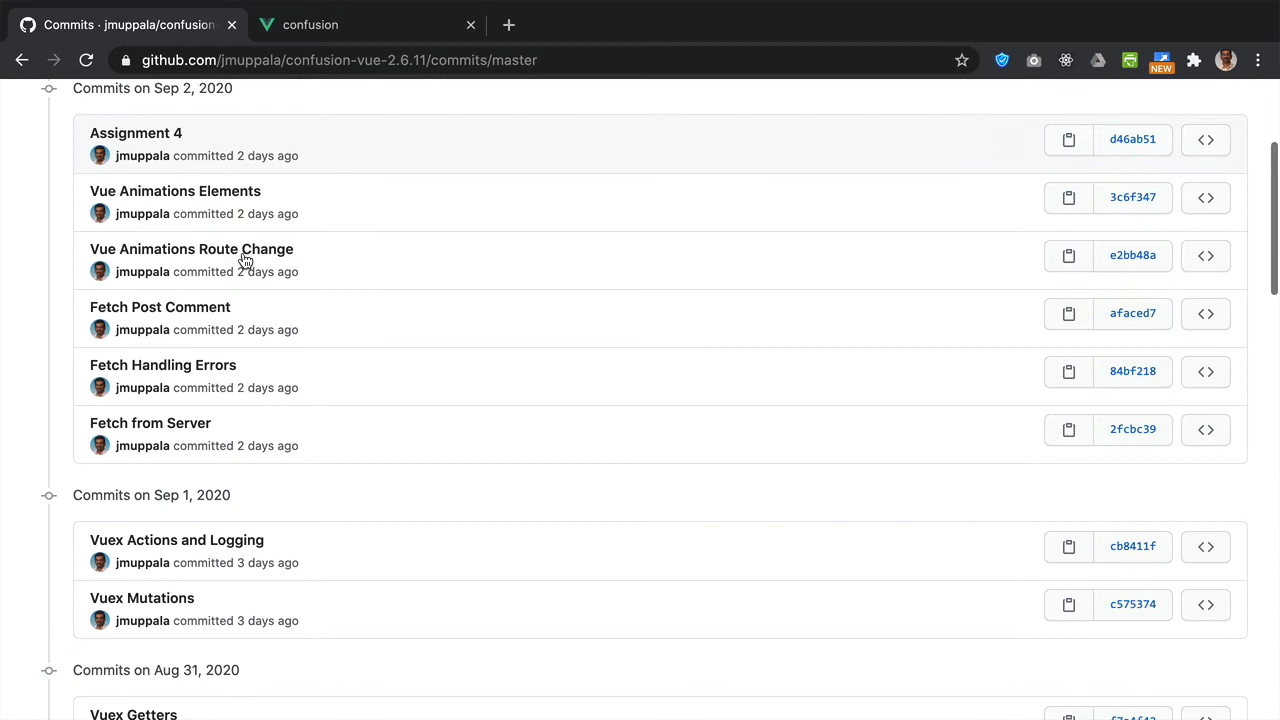 Commits · jmuppala/confusion-
confusion
github.com/jmuppala/confusion-vue-2.6.11/commits/master
NEW
Commits on Sep 2, 2020
Assignment 4
jmuppala committed 2 days ago
d46ab51
Vue Animations Elements
jmuppala committed 2 days ago
3c6f347
Vue Animations Route Change
jmuppala committed 2 days ago
e2bb48a
Fetch Post Comment
jmuppala committed 2 days ago
afaced7
Fetch Handling Errors
jmuppala committed 2 days ago
84bf218
Fetch from Server
jmuppala committed 2 days ago
2fcbc39
Commits on Sep 1, 2020
Vuex Actions and Logging
jmuppala committed 3 days ago
cb8411f
Vuex Mutations
jmuppala committed 3 days ago
c575374
Commits on Aug 31, 2020
Vuex Getters